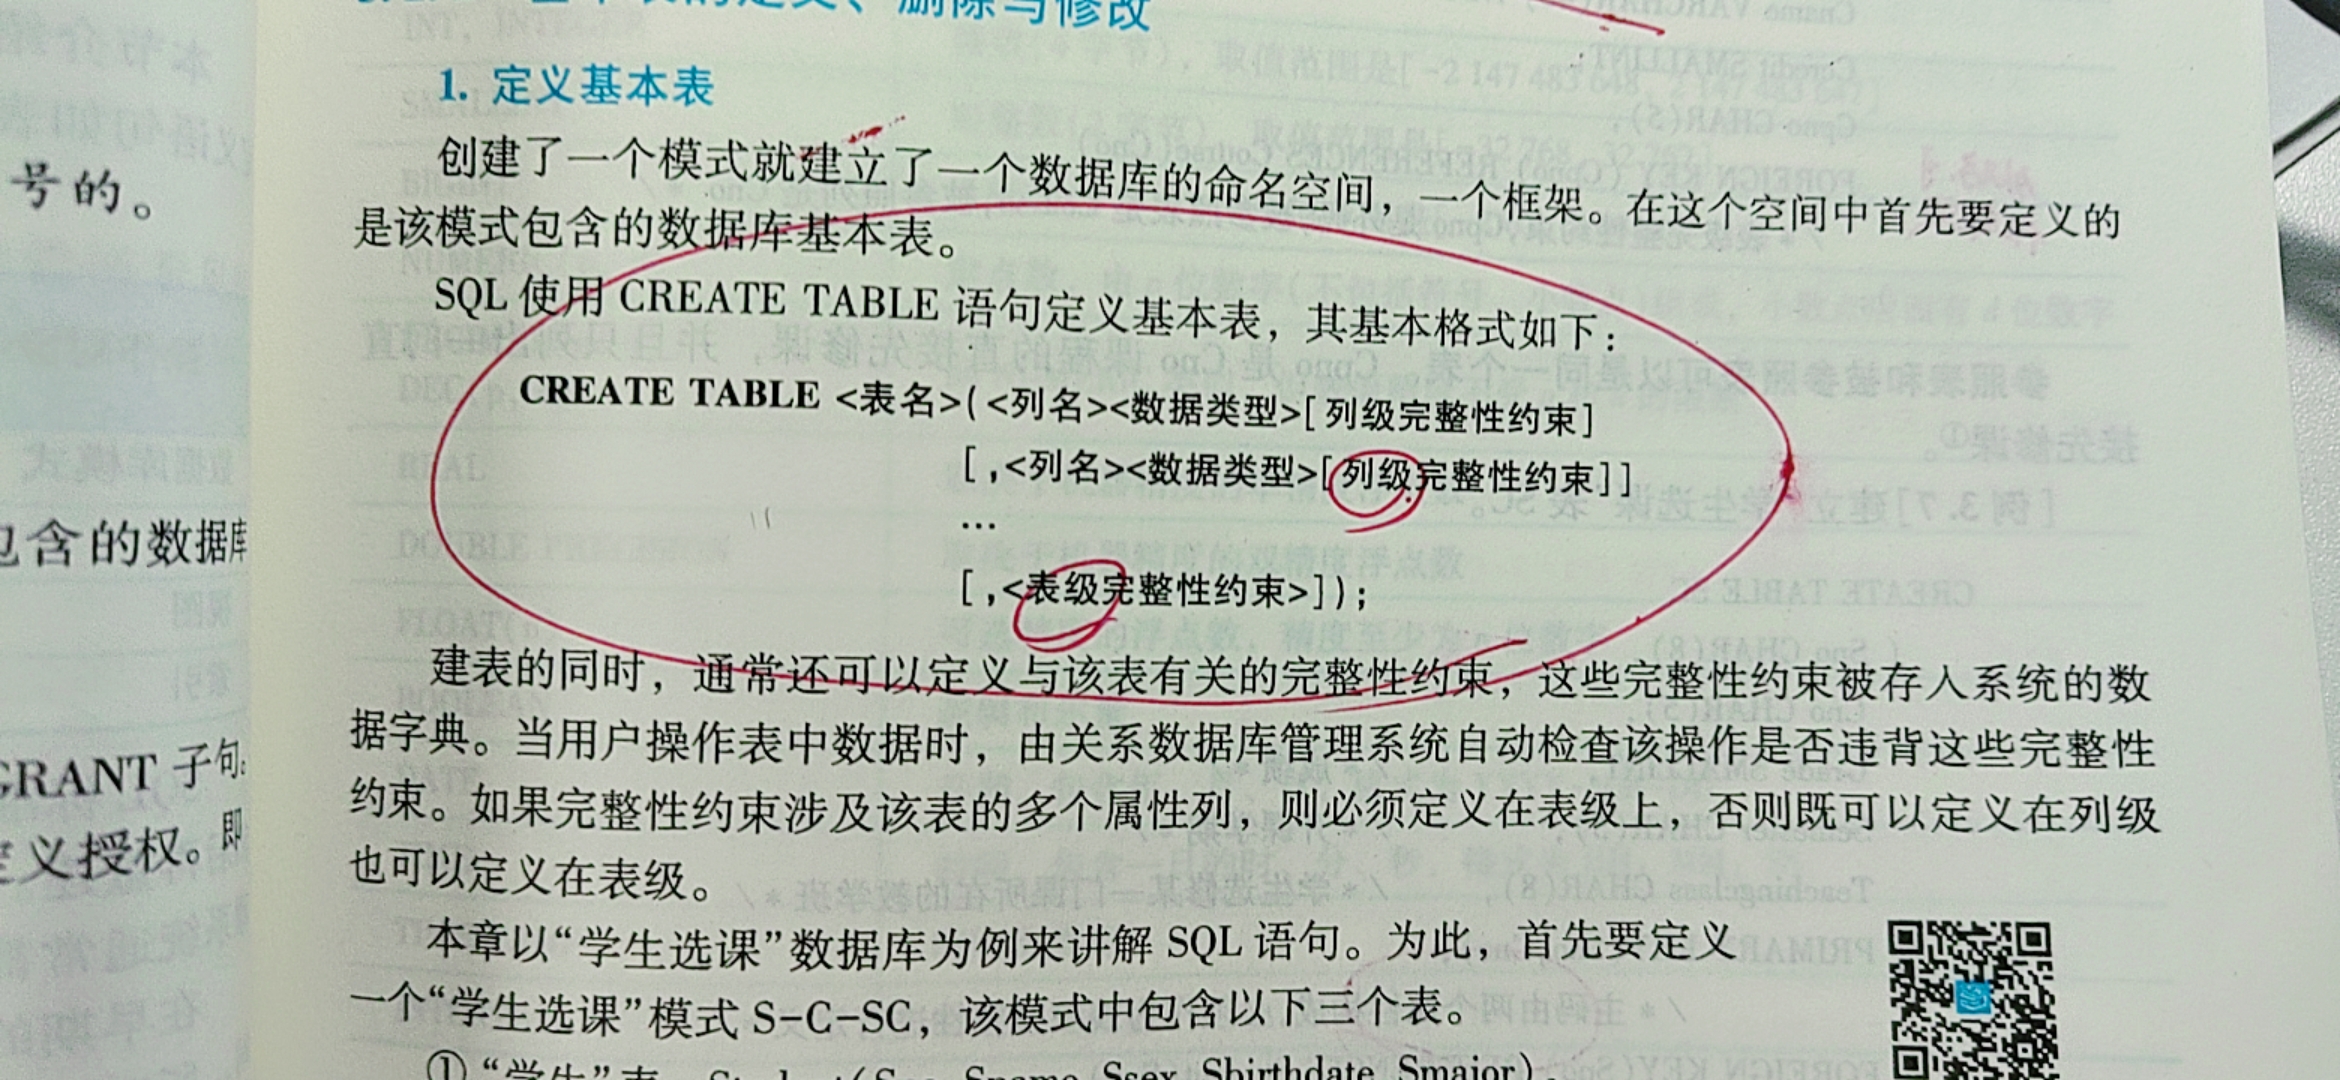 基本表的定义、删除与修改
1. 定义基本表
创建了一个模式就建立了一个数据库的命名空间，一个框架。在这个空间中首先要定义的
是该模式包含的数据库基本表。
SQL 使用 CREATE TABLE 语句定义基本表，其基本格式如下：
CREATE TABLE <表名>(<列名><数据类型>[列级完整性约束]
[,<列名><数据类型>[列级完整性约束]]
…
[,<表级完整性约束>]);
建表的同时，通常还可以定义与该表有关的完整性约束，这些完整性约束被存入系统的数
据字典。当用户操作表中数据时，由关系数据库管理系统自动检查该操作是否违背这些完整性
约束。如果完整性约束涉及该表的多个属性列，则必须定义在表级上，否则既可以定义在列级
也可以定义在表级。
本章以“学生选课”数据库为例来讲解 SQL 语句。为此，首先要定义
一个“学生选课”模式 S-C-SC，该模式中包含以下三个表。
①“学生”表：Student(Sno, Sname, Ssex, Sbirthdate, Smajor)。
号的。
包含的数据库
GRANT 子句
定义授权。即